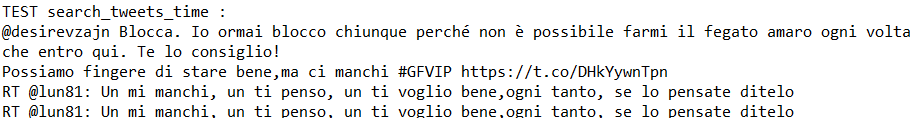 TEST search_tweets_time :
@desirevzajn Blocca. Io ormai blocco chiunque perché non è possibile farmi il fegato amaro ogni volta
che entro qui. Te lo consiglio!
Possiamo fingere di stare bene,ma ci manchi #GFVIP https://t.co/DHkYywnTpn
RT @lun81: Un mi manchi, un ti penso, un ti voglio bene,ogni tanto, se lo pensate ditelo
RT @lun81: Un mi manchi, un ti penso, un ti voglio bene,ogni tanto, se lo pensate ditelo